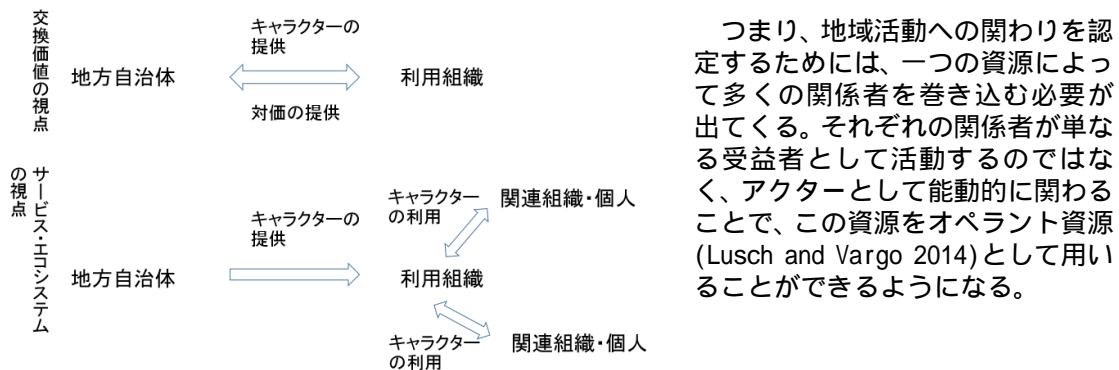 交換価値の視点
キャラクターの
提供
地方自治体
利用組織
対価の提供
サービス・エコシステム
の視点
キャラクター
の利用
関連組織・個人
キャラクターの
提供
地方自治体
利用組織
キャラクター
の利用
関連組織・個人
つまり、地域活動への関わりを認
定するためには、一つの資源によっ
て多くの関係者を巻き込む必要が
出てくる。それぞれの関係者が単な
る受益者として活動するのではな
く、アクターとして能動的に関わる
ことで、この資源をオペラント資源
(Lusch and Vargo 2014)として用い
ることができるようになる。